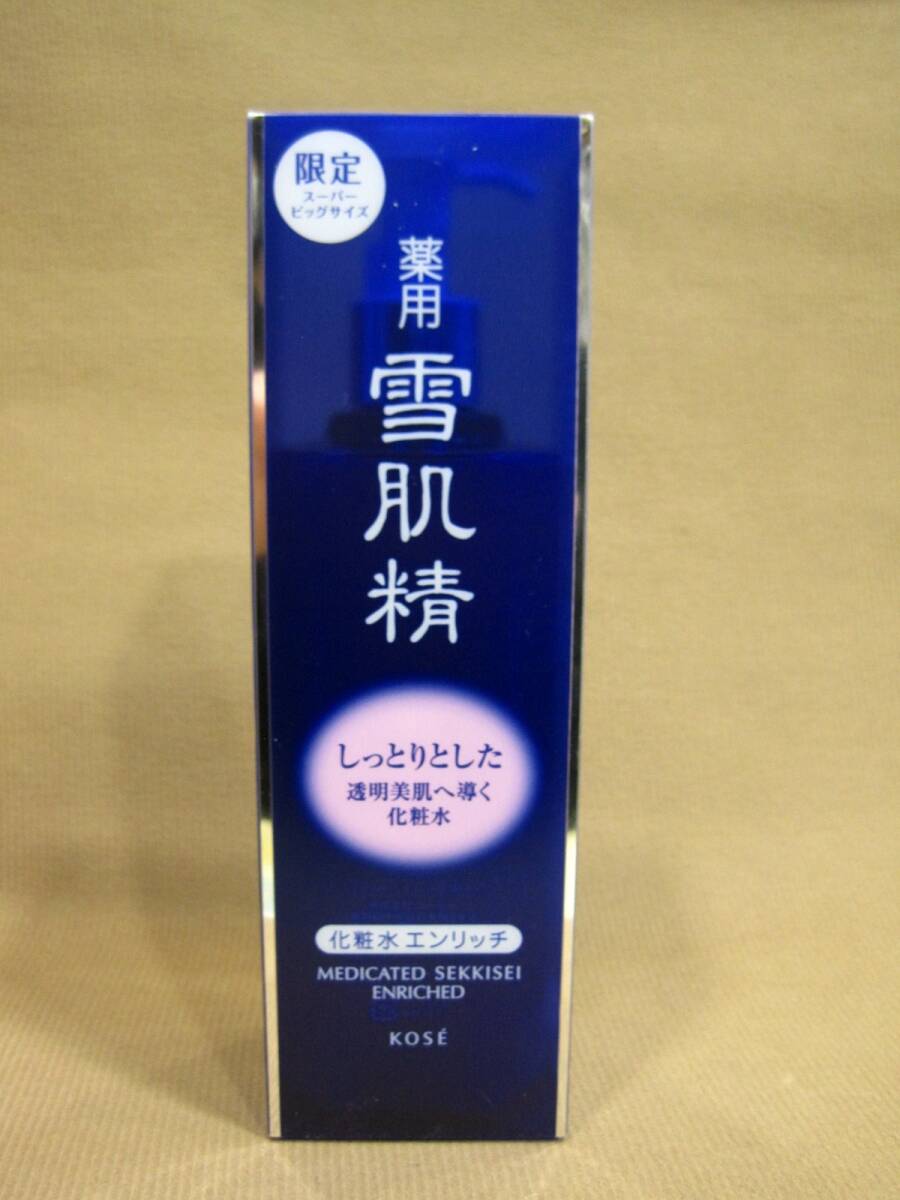 限定
スーパー
ビッグサイズ
薬用
雪肌精
しっとりとした
透明美肌へ導く
化粧水
化粧水 エンリッチ
MEDICATED SEKKISEI
ENRICHED
KOSÉ